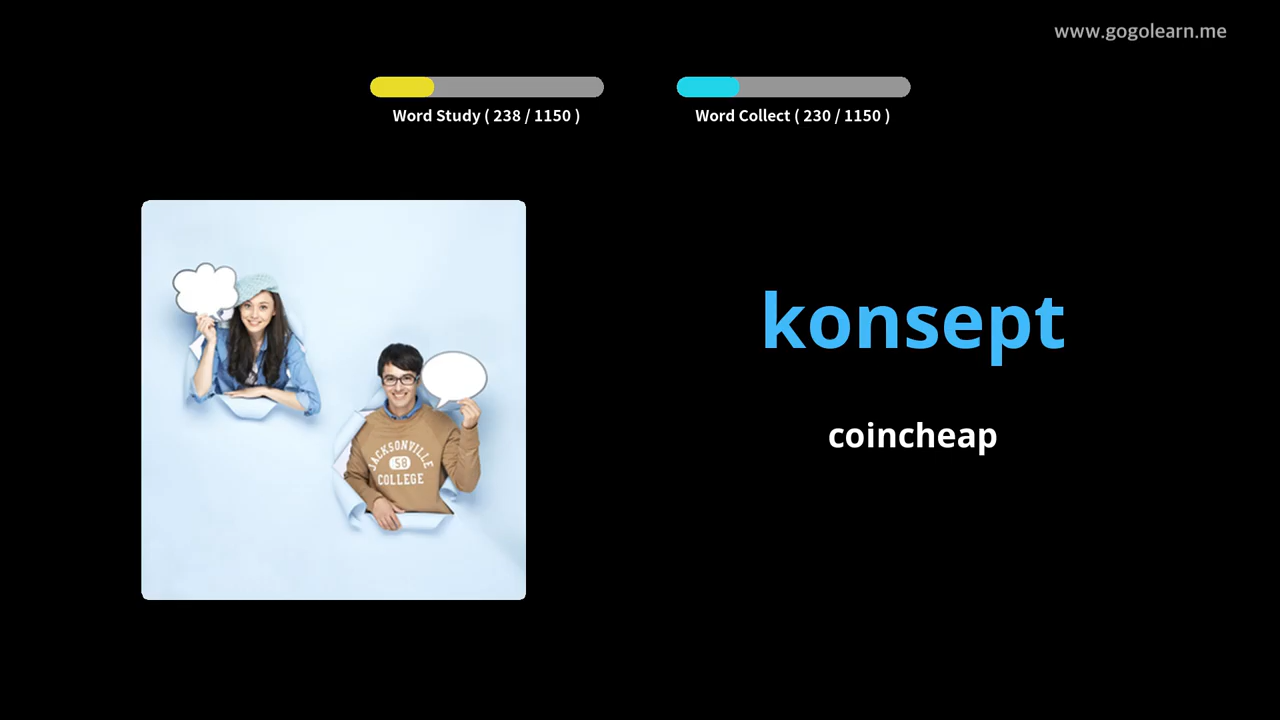 www.gogolearn.me
Word Study ( 238 / 1150 )
Word Collect ( 230 / 1150 )
konsept
coincheap
JACKSONVILLE
58
COLLEGE